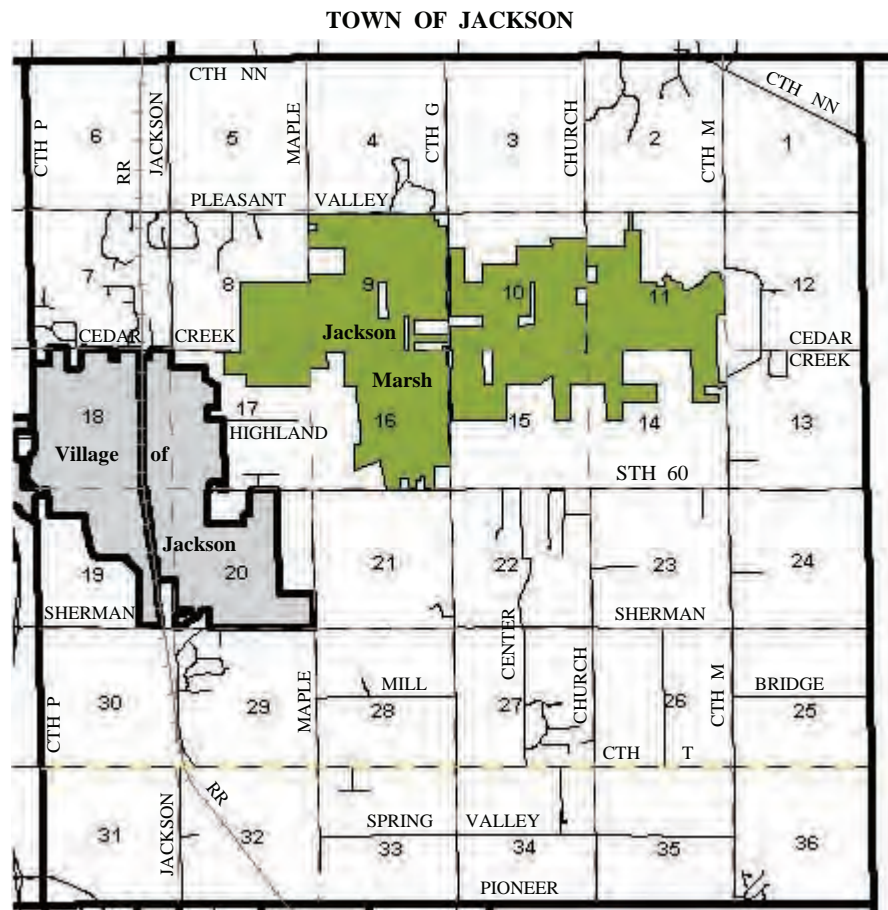 TOWN OF JACKSON
CTH NN
CTH NN
CTH P
6
RR
JACKSON
5
MAPLE
4
CTH G
3
CHURCH
2
CTH M
1
PLEASANT VALLEY
7
8
9
10
11
12
CEDAR CREEK
Jackson
Marsh
CEDAR
CREEK
18
17
16
15
14
13
HIGHLAND
Village of
Jackson
STH 60
19
20
21
22
23
24
SHERMAN
SHERMAN
CENTER
CTH P
30
29
MAPLE
MILL
28
27
CHURCH
26
CTH M
BRIDGE
25
CTH T
31
JACKSON
RR
32
SPRING VALLEY
33
34
35
36
PIONEER